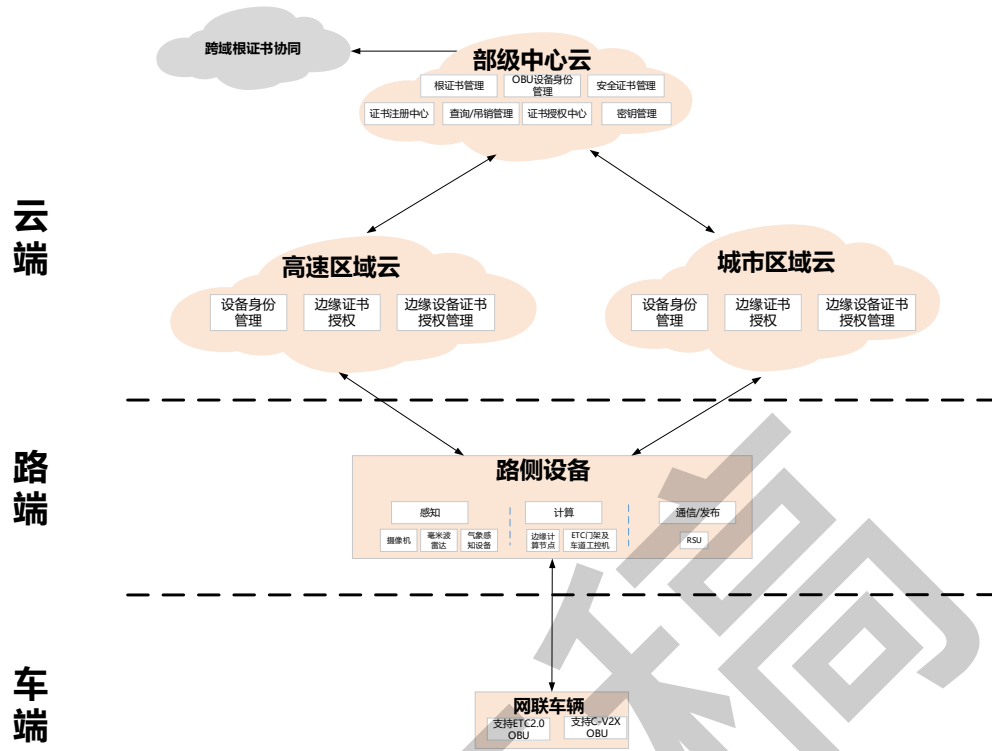 跨域根证书协同
部级中心云
根证书管理
OBU设备身份
管理
安全证书管理
证书注册中心
查询/吊销管理
证书授权中心
密钥管理
云
端
高速区域云
设备身份
管理
边缘证书
授权
边缘设备证书
授权管理
城市区域云
设备身份
管理
边缘证书
授权
边缘设备证书
授权管理
路
端
路侧设备
感知
计算
通信/发布
摄像机
毫米波
雷达
气象感
知设备
边缘计
算节点
ETC门架及
车道工控机
RSU
车
端
网联车辆
支持ETC2.0
OBU
支持C-V2X
OBU
稿